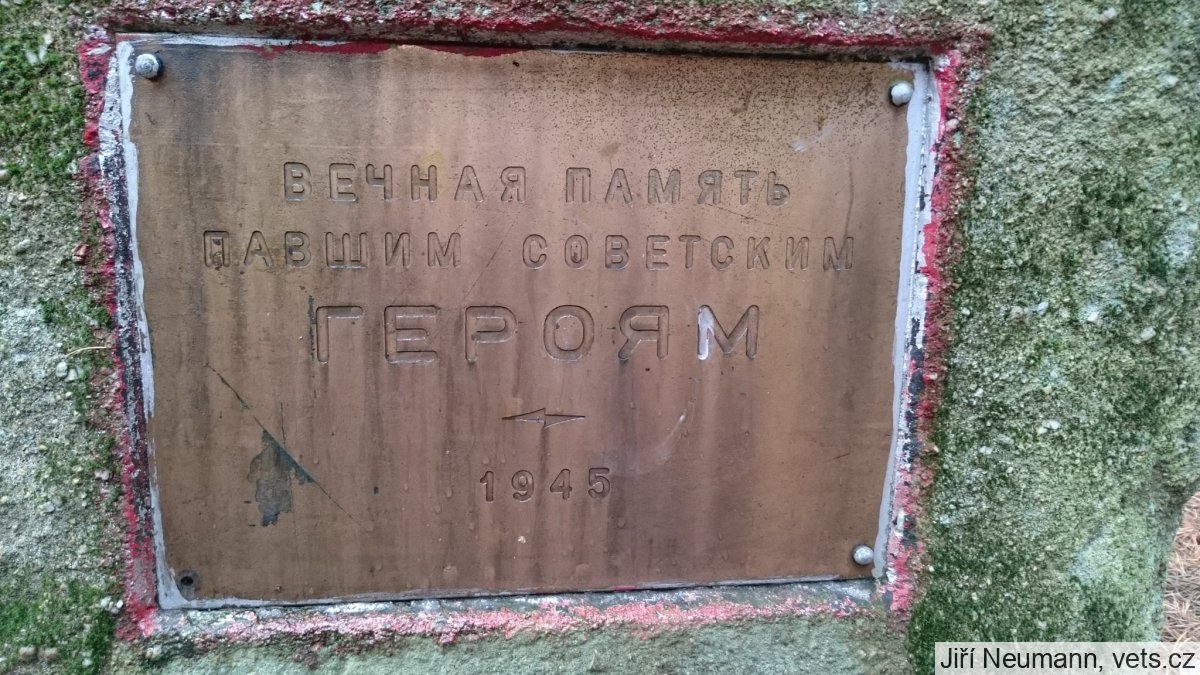 ВЕЧНАЯ ПАМЯТЬ
ПАВШИМ СОВЕТСКИМ
ГЕРОЯМ
1945
Jiří Neumann, vets.cz